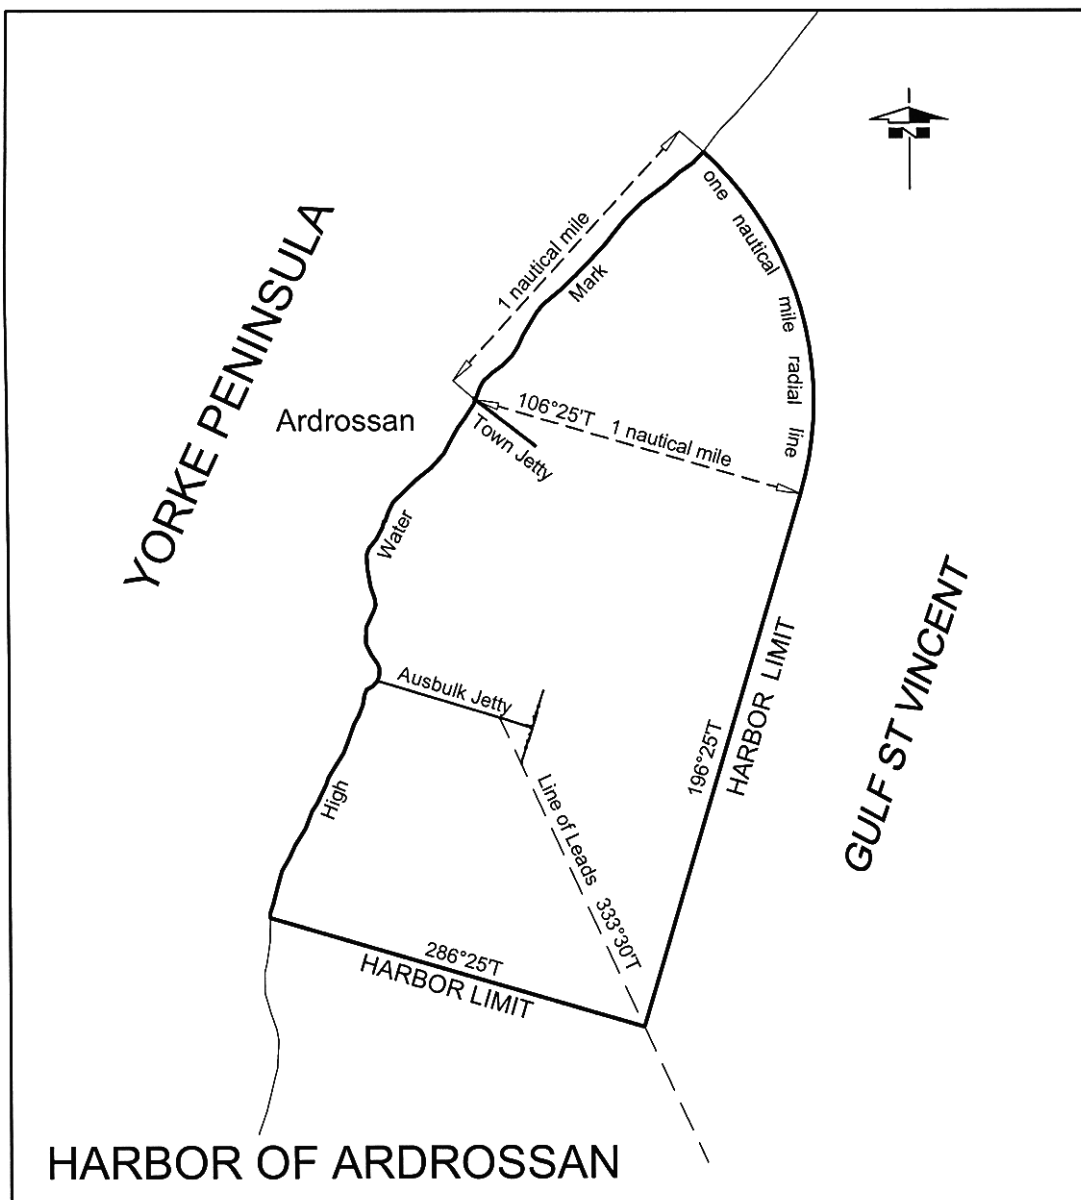 N
one nautical mile radial line
1 nautical mile
Mark
YORKE PENINSULA
Ardrossan
106°25'T 1 nautical mile
Town Jetty
Water
GULF ST VINCENT
HARBOR LIMIT
196°25'T
Ausbulk Jetty
High
Line of Leads 333°30'T
286°25'T
HARBOR LIMIT
HARBOR OF ARDROSSAN